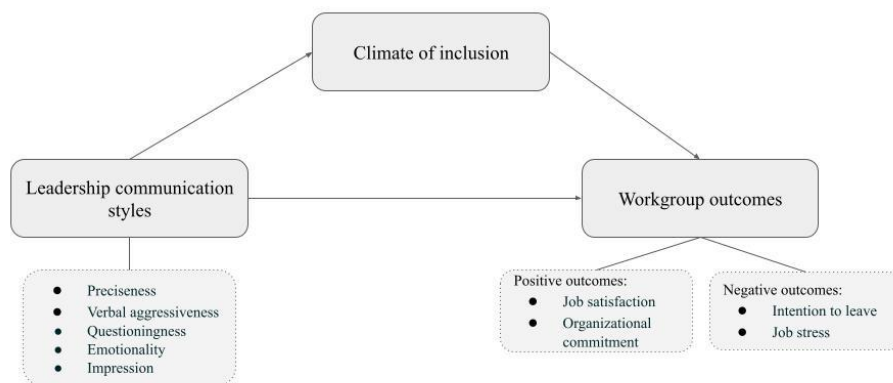 Climate of inclusion
Leadership communication
styles
Workgroup outcomes
● Preciseness
● Verbal aggressiveness
● Questioningness
● Emotionality
● Impression
Positive outcomes:
● Job satisfaction
● Organizational
commitment
Negative outcomes:
● Intention to leave
● Job stress